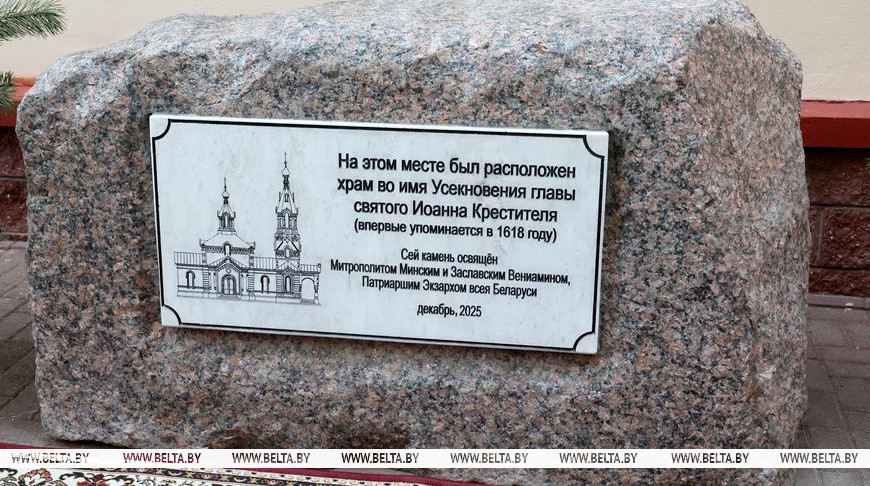 На этом месте был расположен
храм во имя Усекновения главы
святого Иоанна Крестителя
(впервые упоминается в 1618 году)
Сей камень освящён
Митрополитом Минским и Заславским Вениамином,
Патриаршим Экзархом всея Беларуси
декабрь, 2025
WWW.BELTA.BY WWW.BELTA.BY WWW.BELTA.BY WWW.BELTA.BY WWW.BELTA.BY WWW.BELTA.BY WWW.BELTA.BY WWW.BELTA.BY